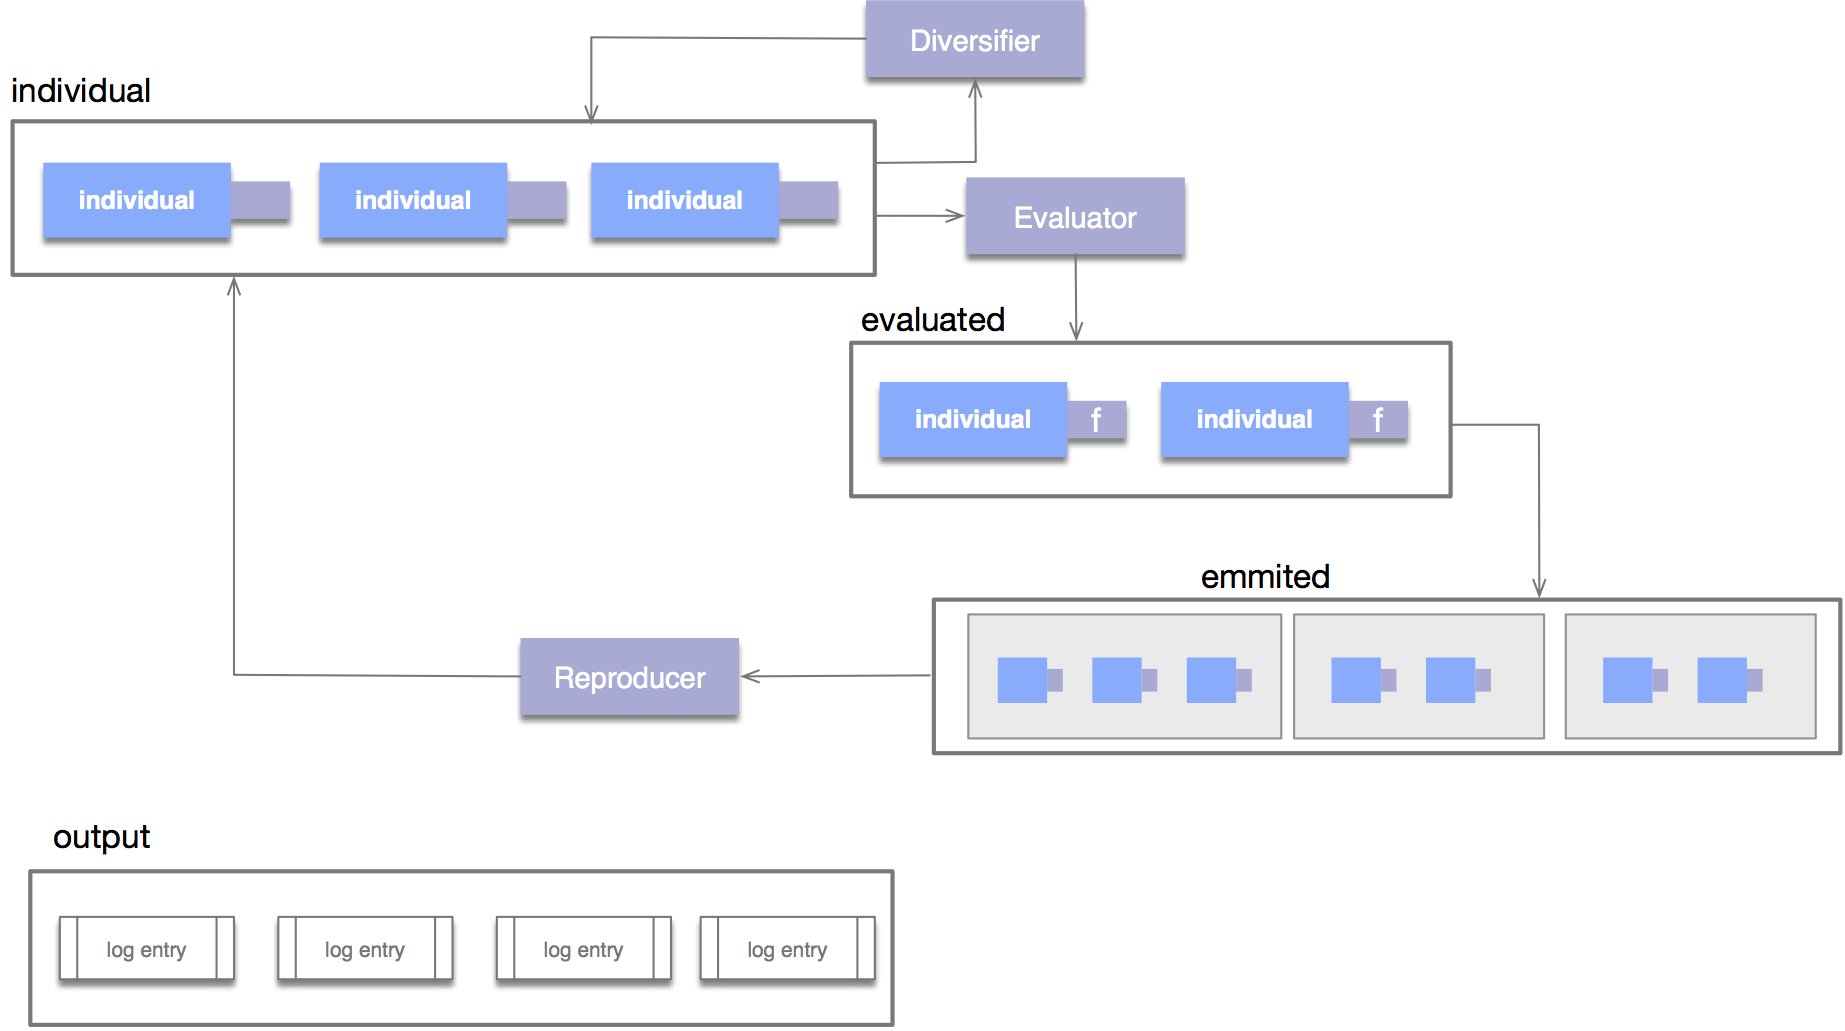 Diversifier
individual
individual
individual
individual
Evaluator
evaluated
individual
f
individual
f
emmited
Reproducer
output
log entry
log entry
log entry
log entry